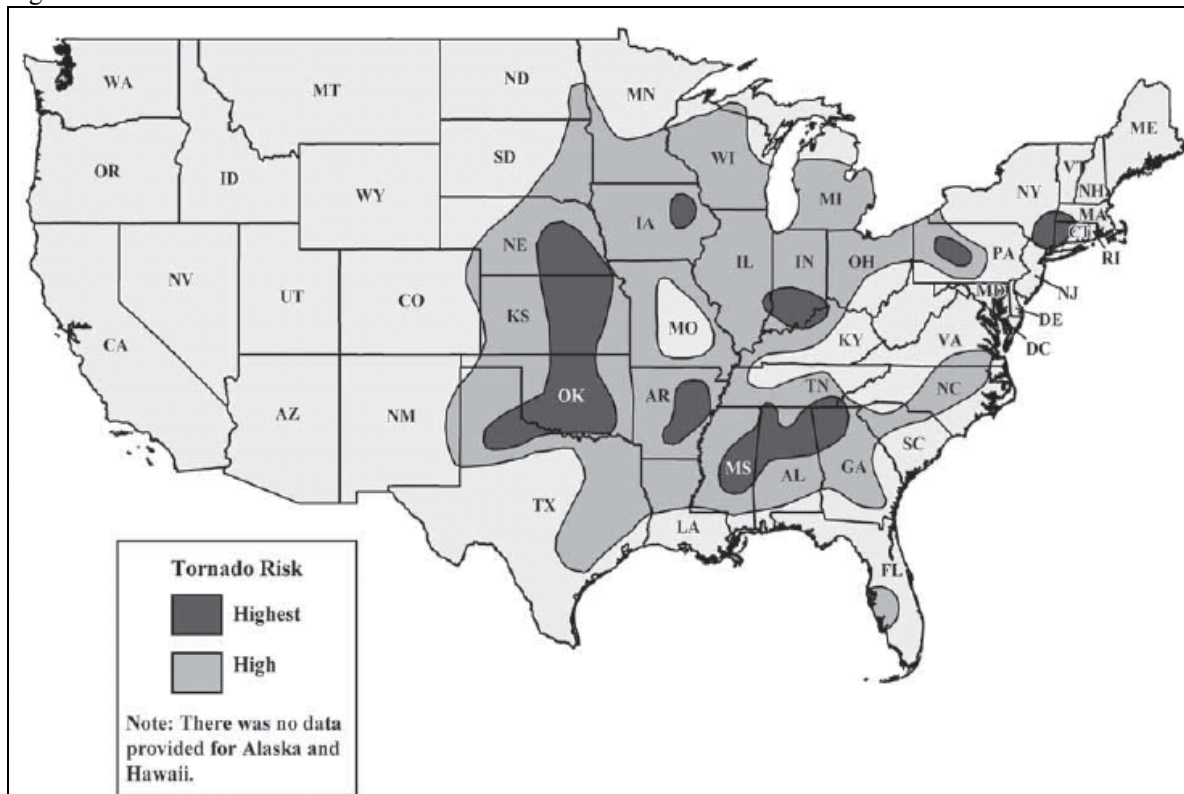 WA
MT
ND
MN
ME
OR
ID
SD
WI
VT
NY
NH
WY
MI
MA
CT
IA
RI
NE
PA
NV
IL
IN
OH
UT
CO
NJ
MD
KS
MO
DE
CA
KY
VA
DC
OK
TN
NC
AZ
NM
AR
SC
MS
AL
GA
TX
LA
FL
Tornado Risk
Highest
High
Note: There was no data
provided for Alaska and
Hawaii.